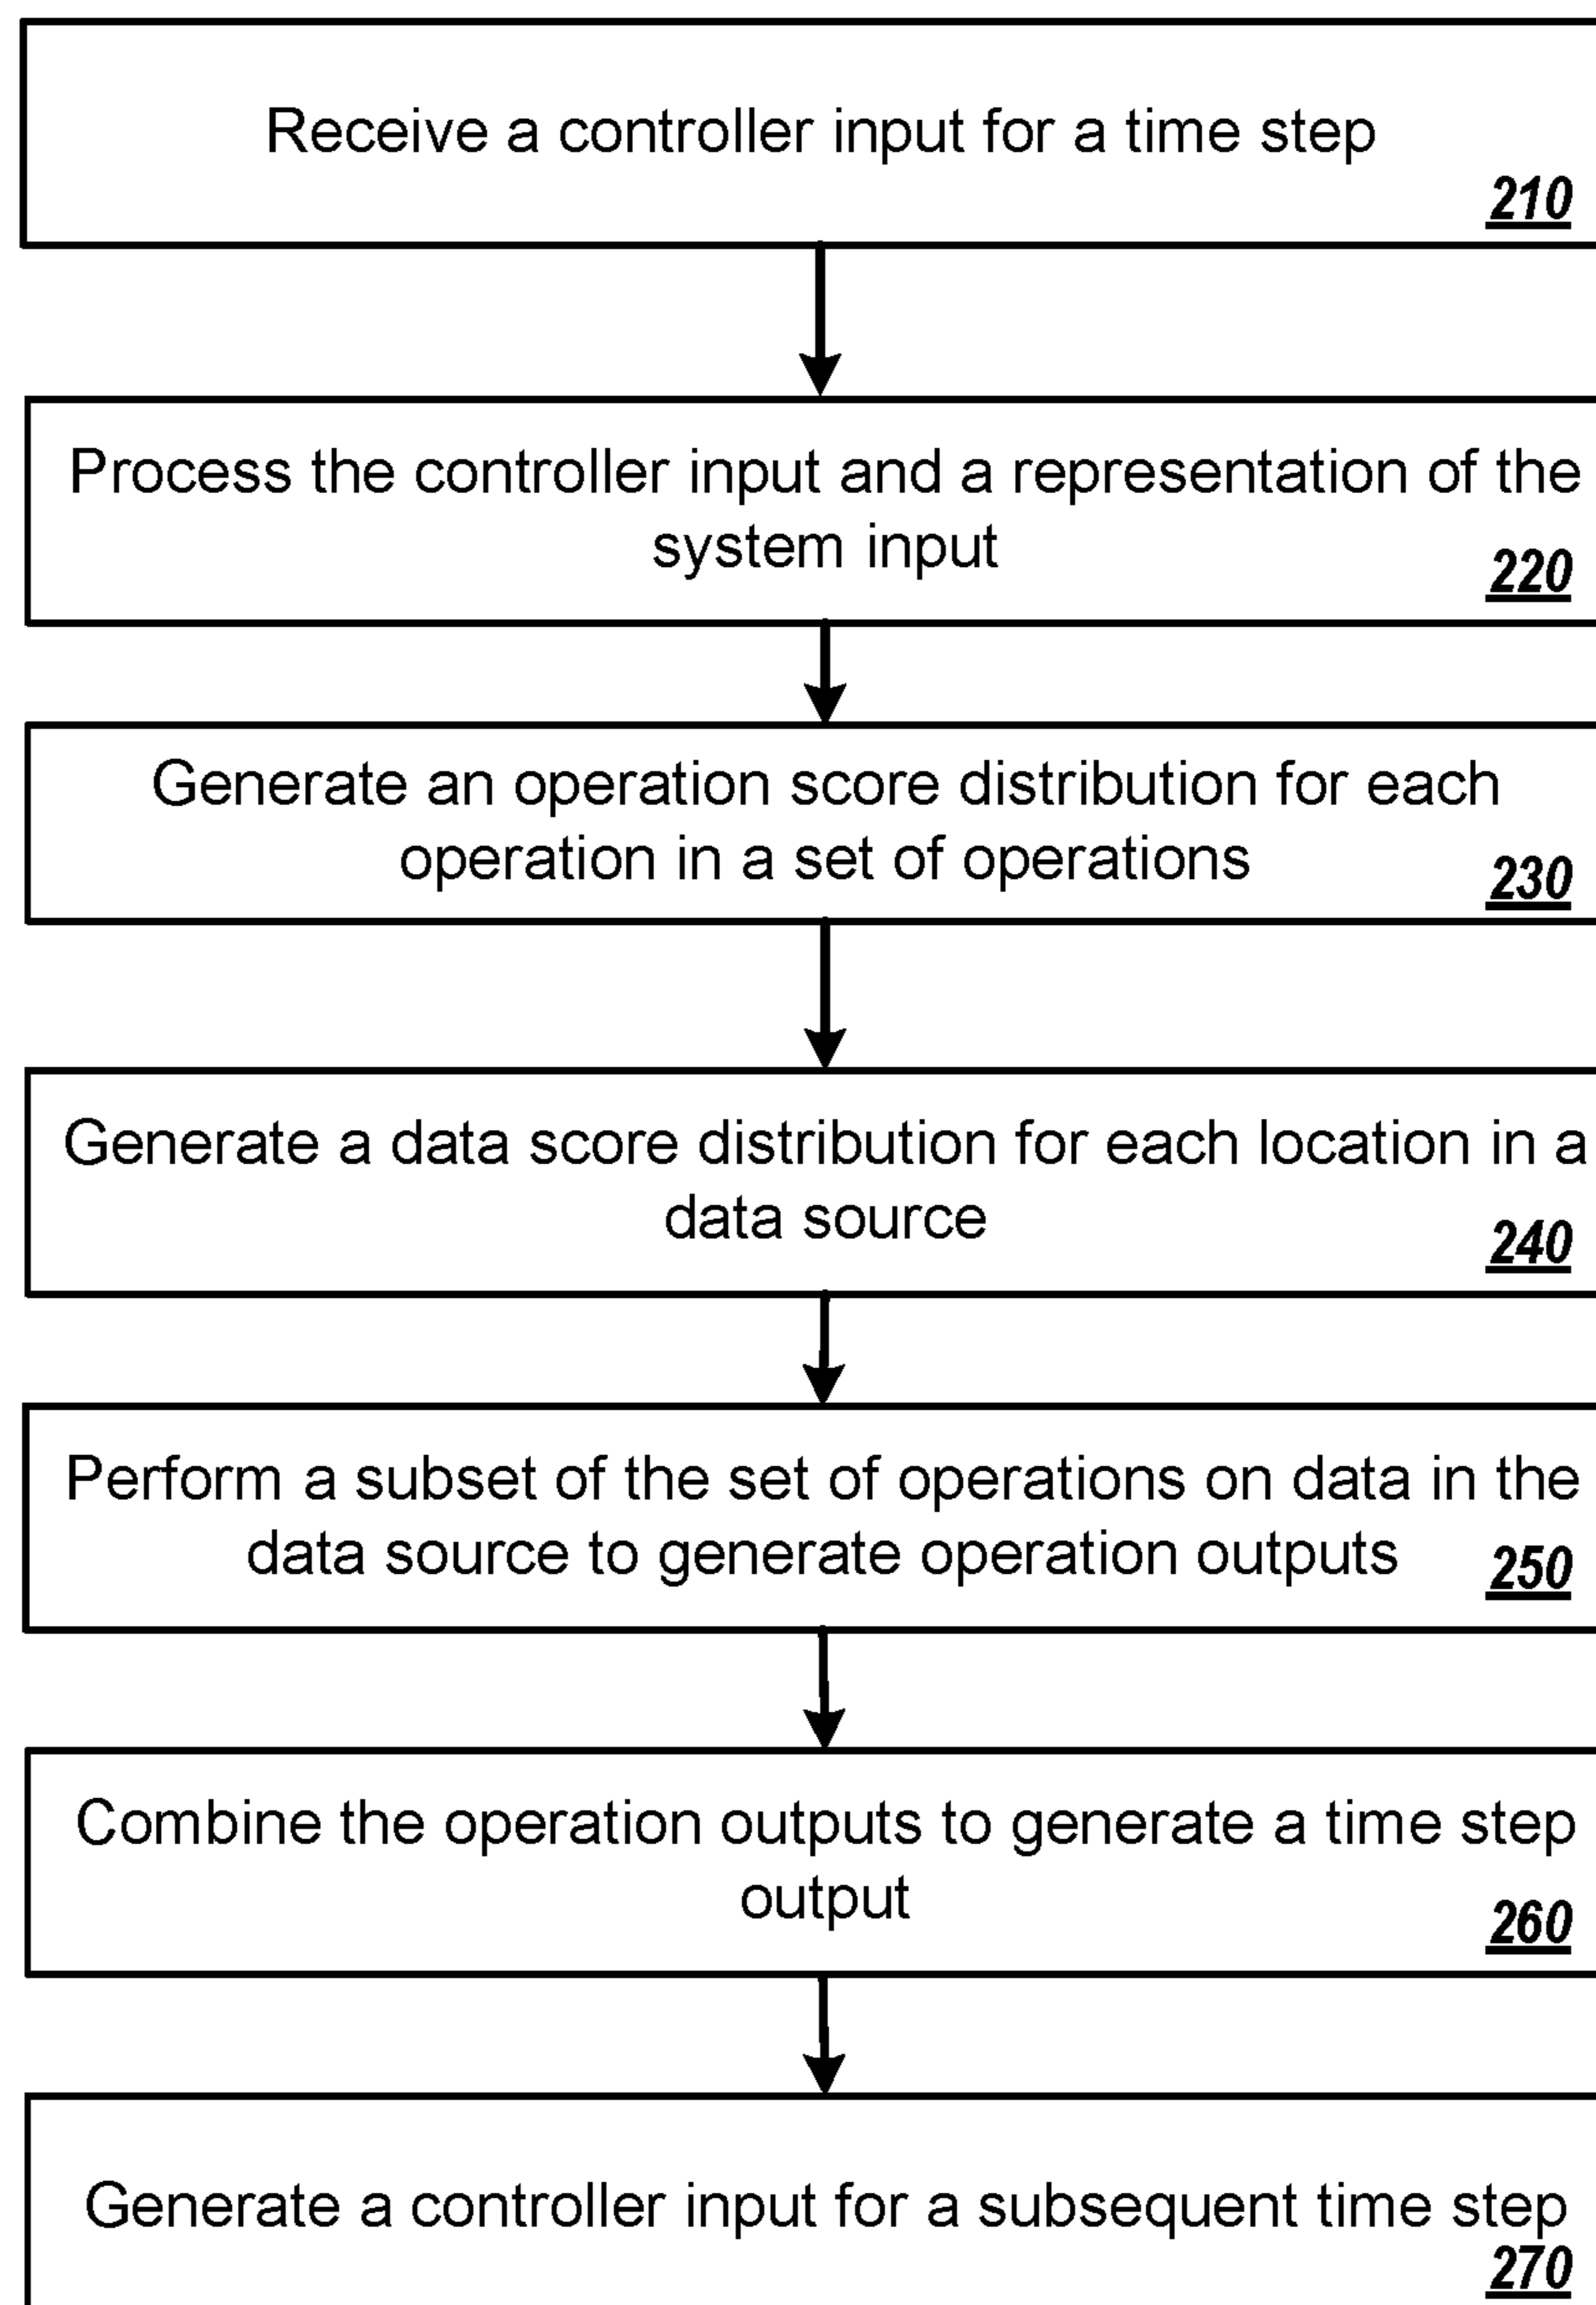 Receive a controller input for a time step
210
Process the controller input and a representation of the
system input
220
Generate an operation score distribution for each
operation in a set of operations
230
Generate a data score distribution for each location in a
data source
240
Perform a subset of the set of operations on data in the
data source to generate operation outputs
250
Combine the operation outputs to generate a time step
output
260
Generate a controller input for a subsequent time step
270